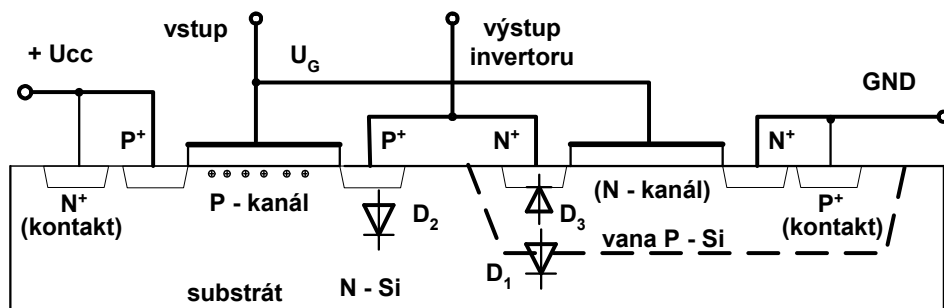 vstup
výstup
invertoru
+ Ucc
U_G
GND
P⁺
P⁺
N⁺
N⁺
N⁺
(kontakt)
P - kanál
D₂
D₃
(N - kanál)
P⁺
(kontakt)
vana P - Si
D₁
substrát
N - Si